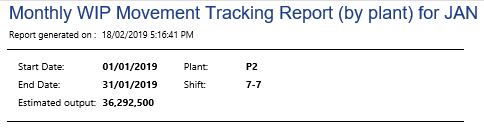 Monthly WIP Movement Tracking Report (by plant) for JAN
Report generated on : 18/02/2019 5:16:41 PM
Start Date: 01/01/2019 Plant: P2
End Date: 31/01/2019 Shift: 7-7
Estimated output: 36,292,500